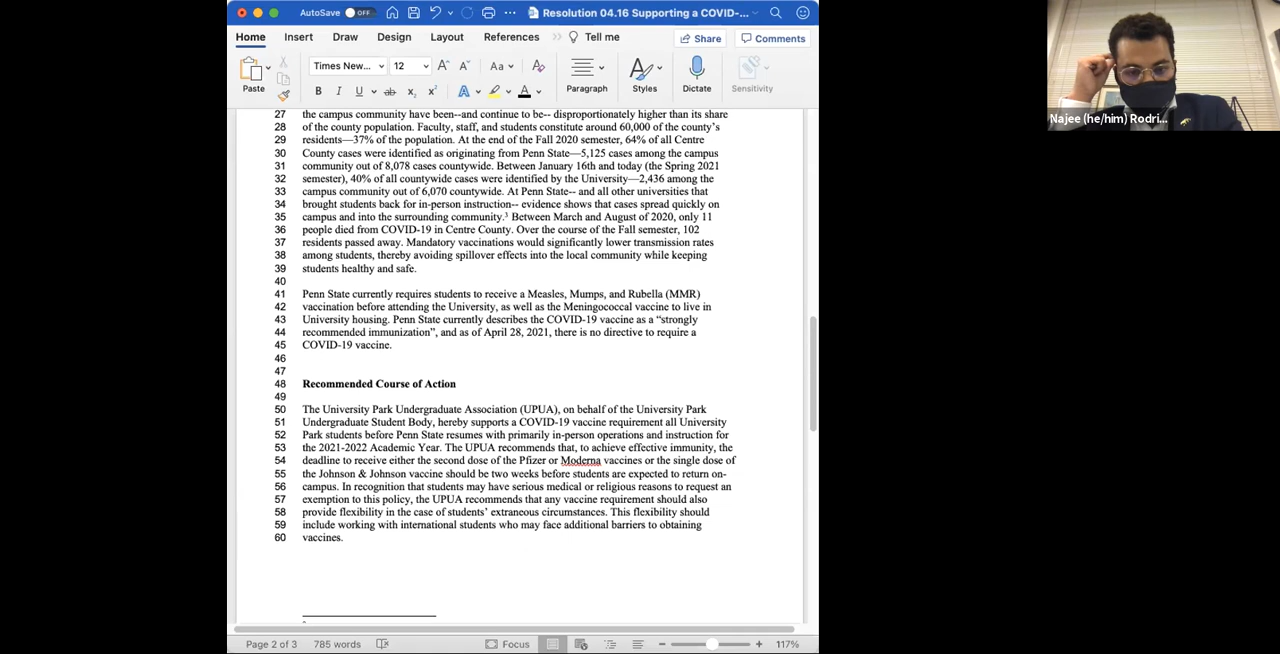 AutoSave OFF Resolution 04.16 Supporting a COVID-...
Home Insert Draw Design Layout References Tell me Share Comments
Paste Times New... 12 Aa Paragraph Styles Dictate Sensitivity
B I U ab x₂ x² A A
27 the campus community have been--and continue to be-- disproportionately higher than its share
28 of the county population. Faculty, staff, and students constitute around 60,000 of the county's
29 residents—37% of the population. At the end of the Fall 2020 semester, 64% of all Centre
30 County cases were identified as originating from Penn State—5,125 cases among the campus
31 community out of 8,078 cases countywide. Between January 16th and today (the Spring 2021
32 semester), 40% of all countywide cases were identified by the University—2,436 among the
33 campus community out of 6,070 countywide. At Penn State-- and all other universities that
34 brought students back for in-person instruction-- evidence shows that cases spread quickly on
35 campus and into the surrounding community.³ Between March and August of 2020, only 11
36 people died from COVID-19 in Centre County. Over the course of the Fall semester, 102
37 residents passed away. Mandatory vaccinations would significantly lower transmission rates
38 among students, thereby avoiding spillover effects into the local community while keeping
39 students healthy and safe.
40
41 Penn State currently requires students to receive a Measles, Mumps, and Rubella (MMR)
42 vaccination before attending the University, as well as the Meningococcal vaccine to live in
43 University housing. Penn State currently describes the COVID-19 vaccine as a "strongly
44 recommended immunization", and as of April 28, 2021, there is no directive to require a
45 COVID-19 vaccine.
46
47
48 Recommended Course of Action
49
50 The University Park Undergraduate Association (UPUA), on behalf of the University Park
51 Undergraduate Student Body, hereby supports a COVID-19 vaccine requirement all University
52 Park students before Penn State resumes with primarily in-person operations and instruction for
53 the 2021-2022 Academic Year. The UPUA recommends that, to achieve effective immunity, the
54 deadline to receive either the second dose of the Pfizer or Moderna vaccines or the single dose of
55 the Johnson & Johnson vaccine should be two weeks before students are expected to return on-
56 campus. In recognition that students may have serious medical or religious reasons to request an
57 exemption to this policy, the UPUA recommends that any vaccine requirement should also
58 provide flexibility in the case of students' extraneous circumstances. This flexibility should
59 include working with international students who may face additional barriers to obtaining
60 vaccines.
Page 2 of 3 785 words Focus 117%
Najee (he/him) Rodri...